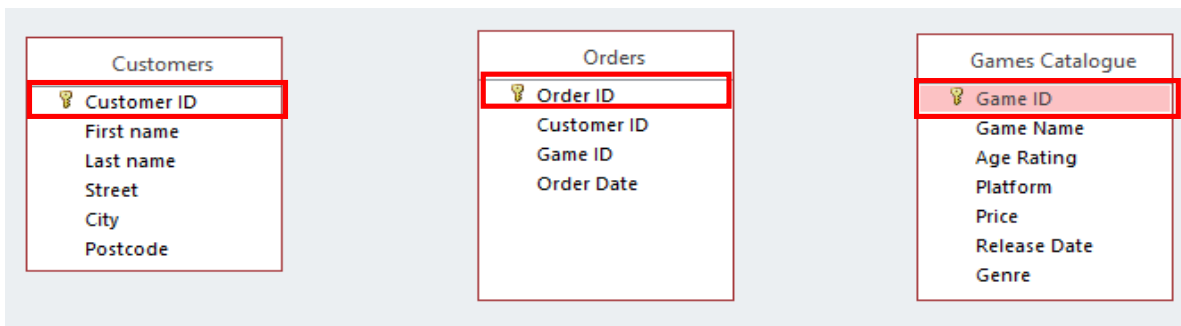 Customers
Customer ID
First name
Last name
Street
City
Postcode
Orders
Order ID
Customer ID
Game ID
Order Date
Games Catalogue
Game ID
Game Name
Age Rating
Platform
Price
Release Date
Genre